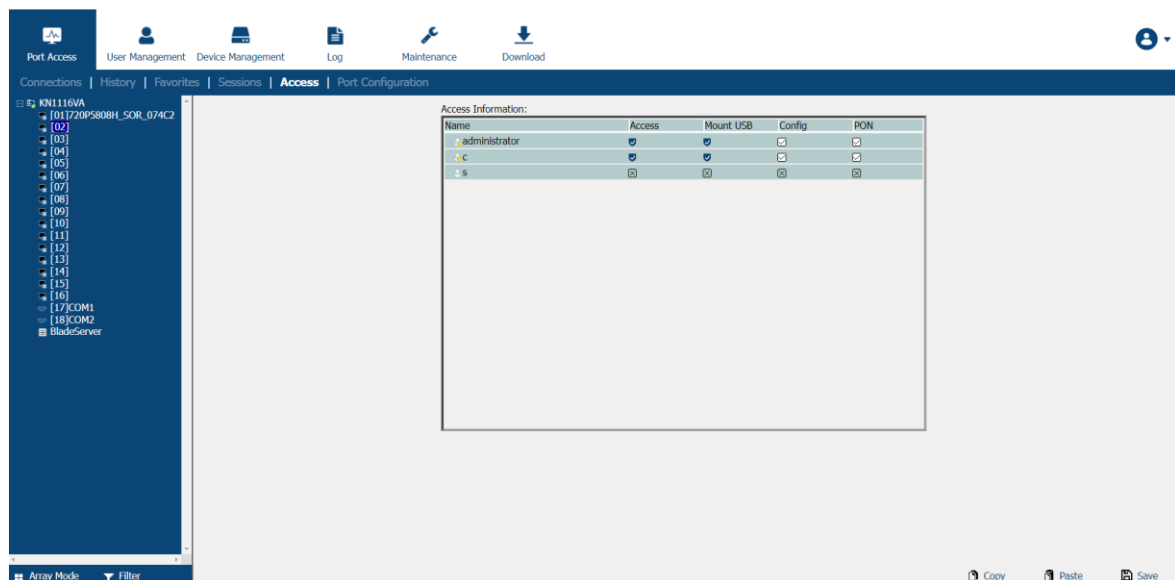 Port Access User Management Device Management Log Maintenance Download
Connections | History | Favorites | Sessions | Access | Port Configuration
KN1116VA
[01]720P5808H_SOR_074C2
[02]
[03]
[04]
[05]
[06]
[07]
[08]
[09]
[10]
[11]
[12]
[13]
[14]
[15]
[16]
[17]COM1
[18]COM2
BladeServer
Access Information:
Name Access Mount USB Config PON
administrator
c
s
Array Mode Filter
Copy Paste Save